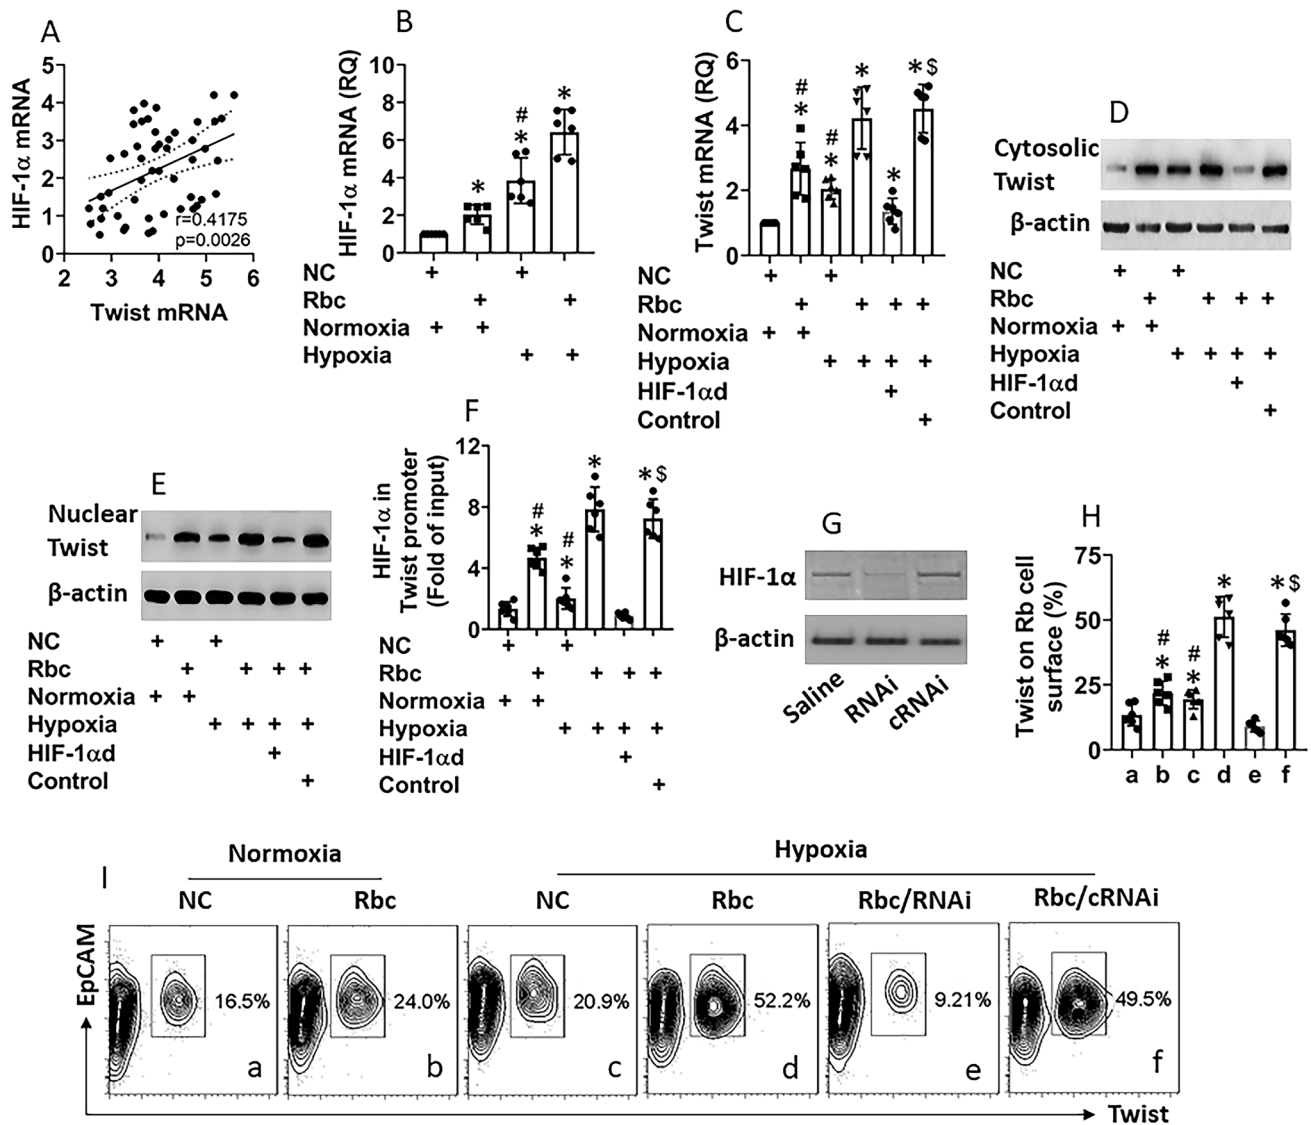 A
HIF-1α mRNA
5
4
3
2
1
0
r=0.4175
p=0.0026
2 3 4 5 6
Twist mRNA
B
HIF-1α mRNA (RQ)
10
8
6
4
2
0
*
#
*
*
NC + +
Rbc + +
Normoxia + +
Hypoxia + +
C
Twist mRNA (RQ)
6
4
2
0
#
*
#
*
*
*
* $
NC + +
Rbc + + + +
Normoxia + +
Hypoxia + + + +
HIF-1αd +
Control +
D
Cytosolic
Twist
β-actin
NC + +
Rbc + + + +
Normoxia + +
Hypoxia + + + +
HIF-1αd +
Control +
E
Nuclear
Twist
β-actin
NC + +
Rbc + + + +
Normoxia + +
Hypoxia + + + +
HIF-1αd +
Control +
F
HIF-1α in
Twist promoter
(Fold of input)
12
8
4
0
#
*
#
*
*
* $
NC + +
Rbc + + + +
Normoxia + +
Hypoxia + + + +
HIF-1αd +
Control +
G
HIF-1α
β-actin
Saline RNAi cRNAi
H
Twist on Rb cell
surface (%)
75
50
25
0
#
*
#
*
*
* $
a b c d e f
I
Normoxia Hypoxia
NC Rbc NC Rbc Rbc/RNAi Rbc/cRNAi
EpCAM
16.5% 24.0% 20.9% 52.2% 9.21% 49.5%
a b c d e f
Twist